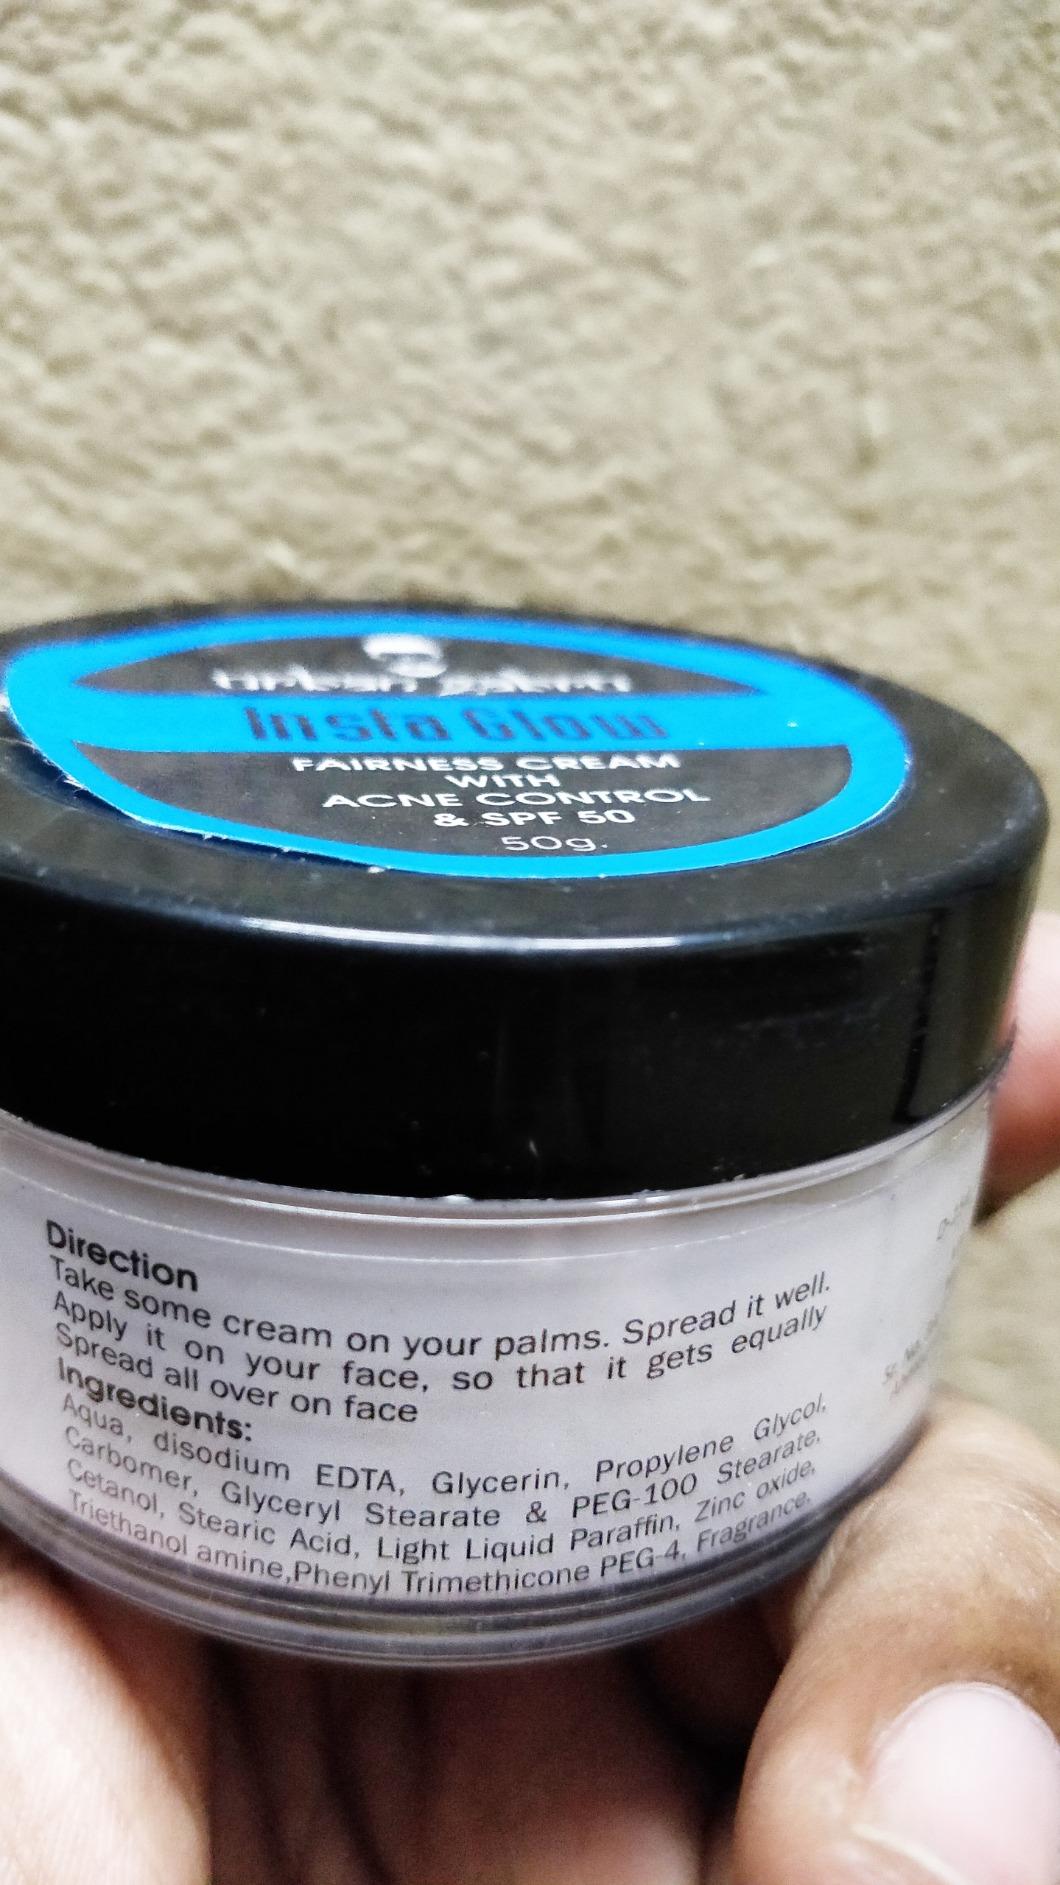 Insta Glow
FAIRNESS CREAM
WITH
ACNE CONTROL
& SPF 50
50g.
Direction
Take some cream on your palms. Spread it well.
Apply it on your face, so that it gets equally
Spread all over on face
Ingredients:
Aqua, disodium EDTA, Glycerin, Propylene Glycol,
Carbomer, Glyceryl Stearate & PEG-100 Stearate,
Cetanol, Stearic Acid, Light Liquid Paraffin, Zinc oxide,
Triethanol amine,Phenyl Trimethicone PEG-4, Fragrance,